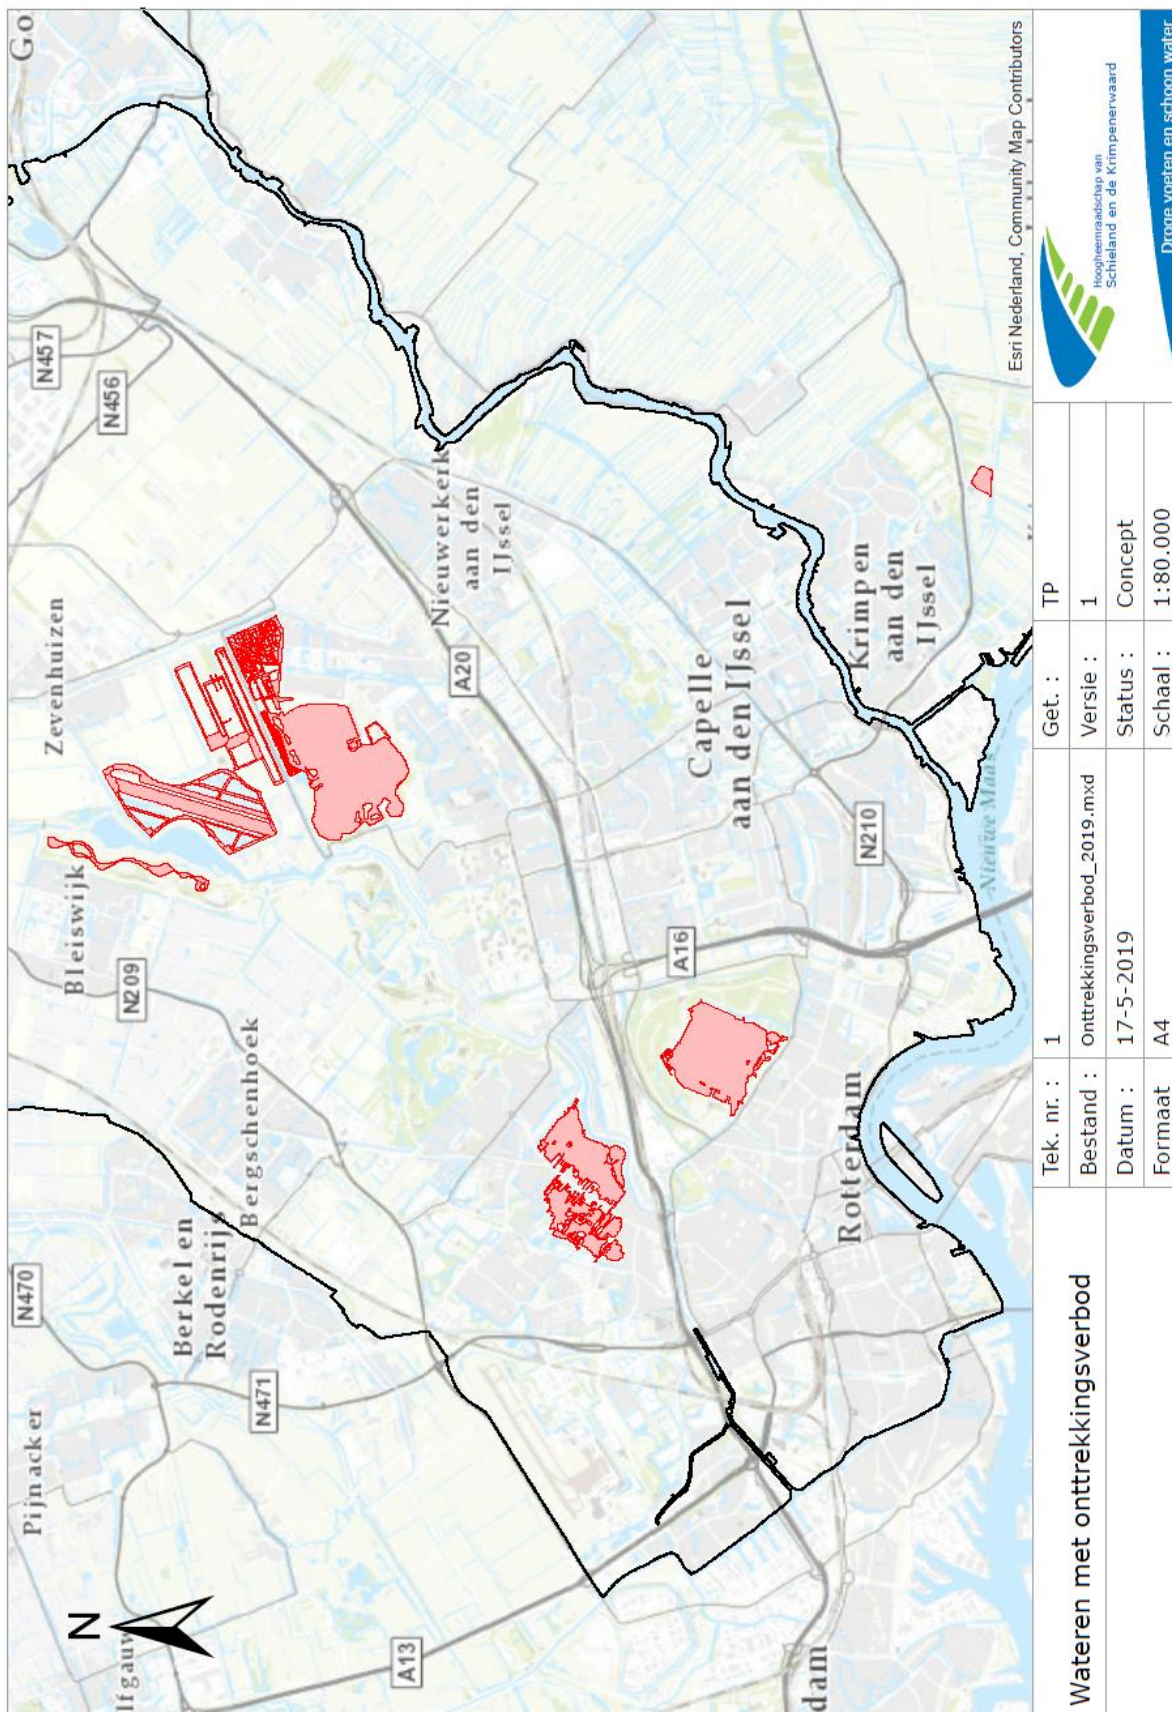 N
lfgauw
Pijnacker
N470
Berkel en
Rodenrijs
N471
A13
Bergschenhoek
N209
Bleiswijk
Zevenhuizen
N456
N457
Go
A20
Nieuwerkerk
aan den
IJssel
A16
Capelle
aan den IJssel
N210
Krimpen
aan den
IJssel
Rotterdam
Nieuwe Maas
dam
Esri Nederland, Community Map Contributors
Wateren met onttrekkingsverbod
Tek. nr. : 1
Bestand : Onttrekkingsverbod_2019.mxd
Datum : 17-5-2019
Formaat A4
Get. : TP
Versie : 1
Status : Concept
Schaal : 1:80.000
Hoogheemraadschap van
Schieland en de Krimpenerwaard
Droge voeten en schoon water